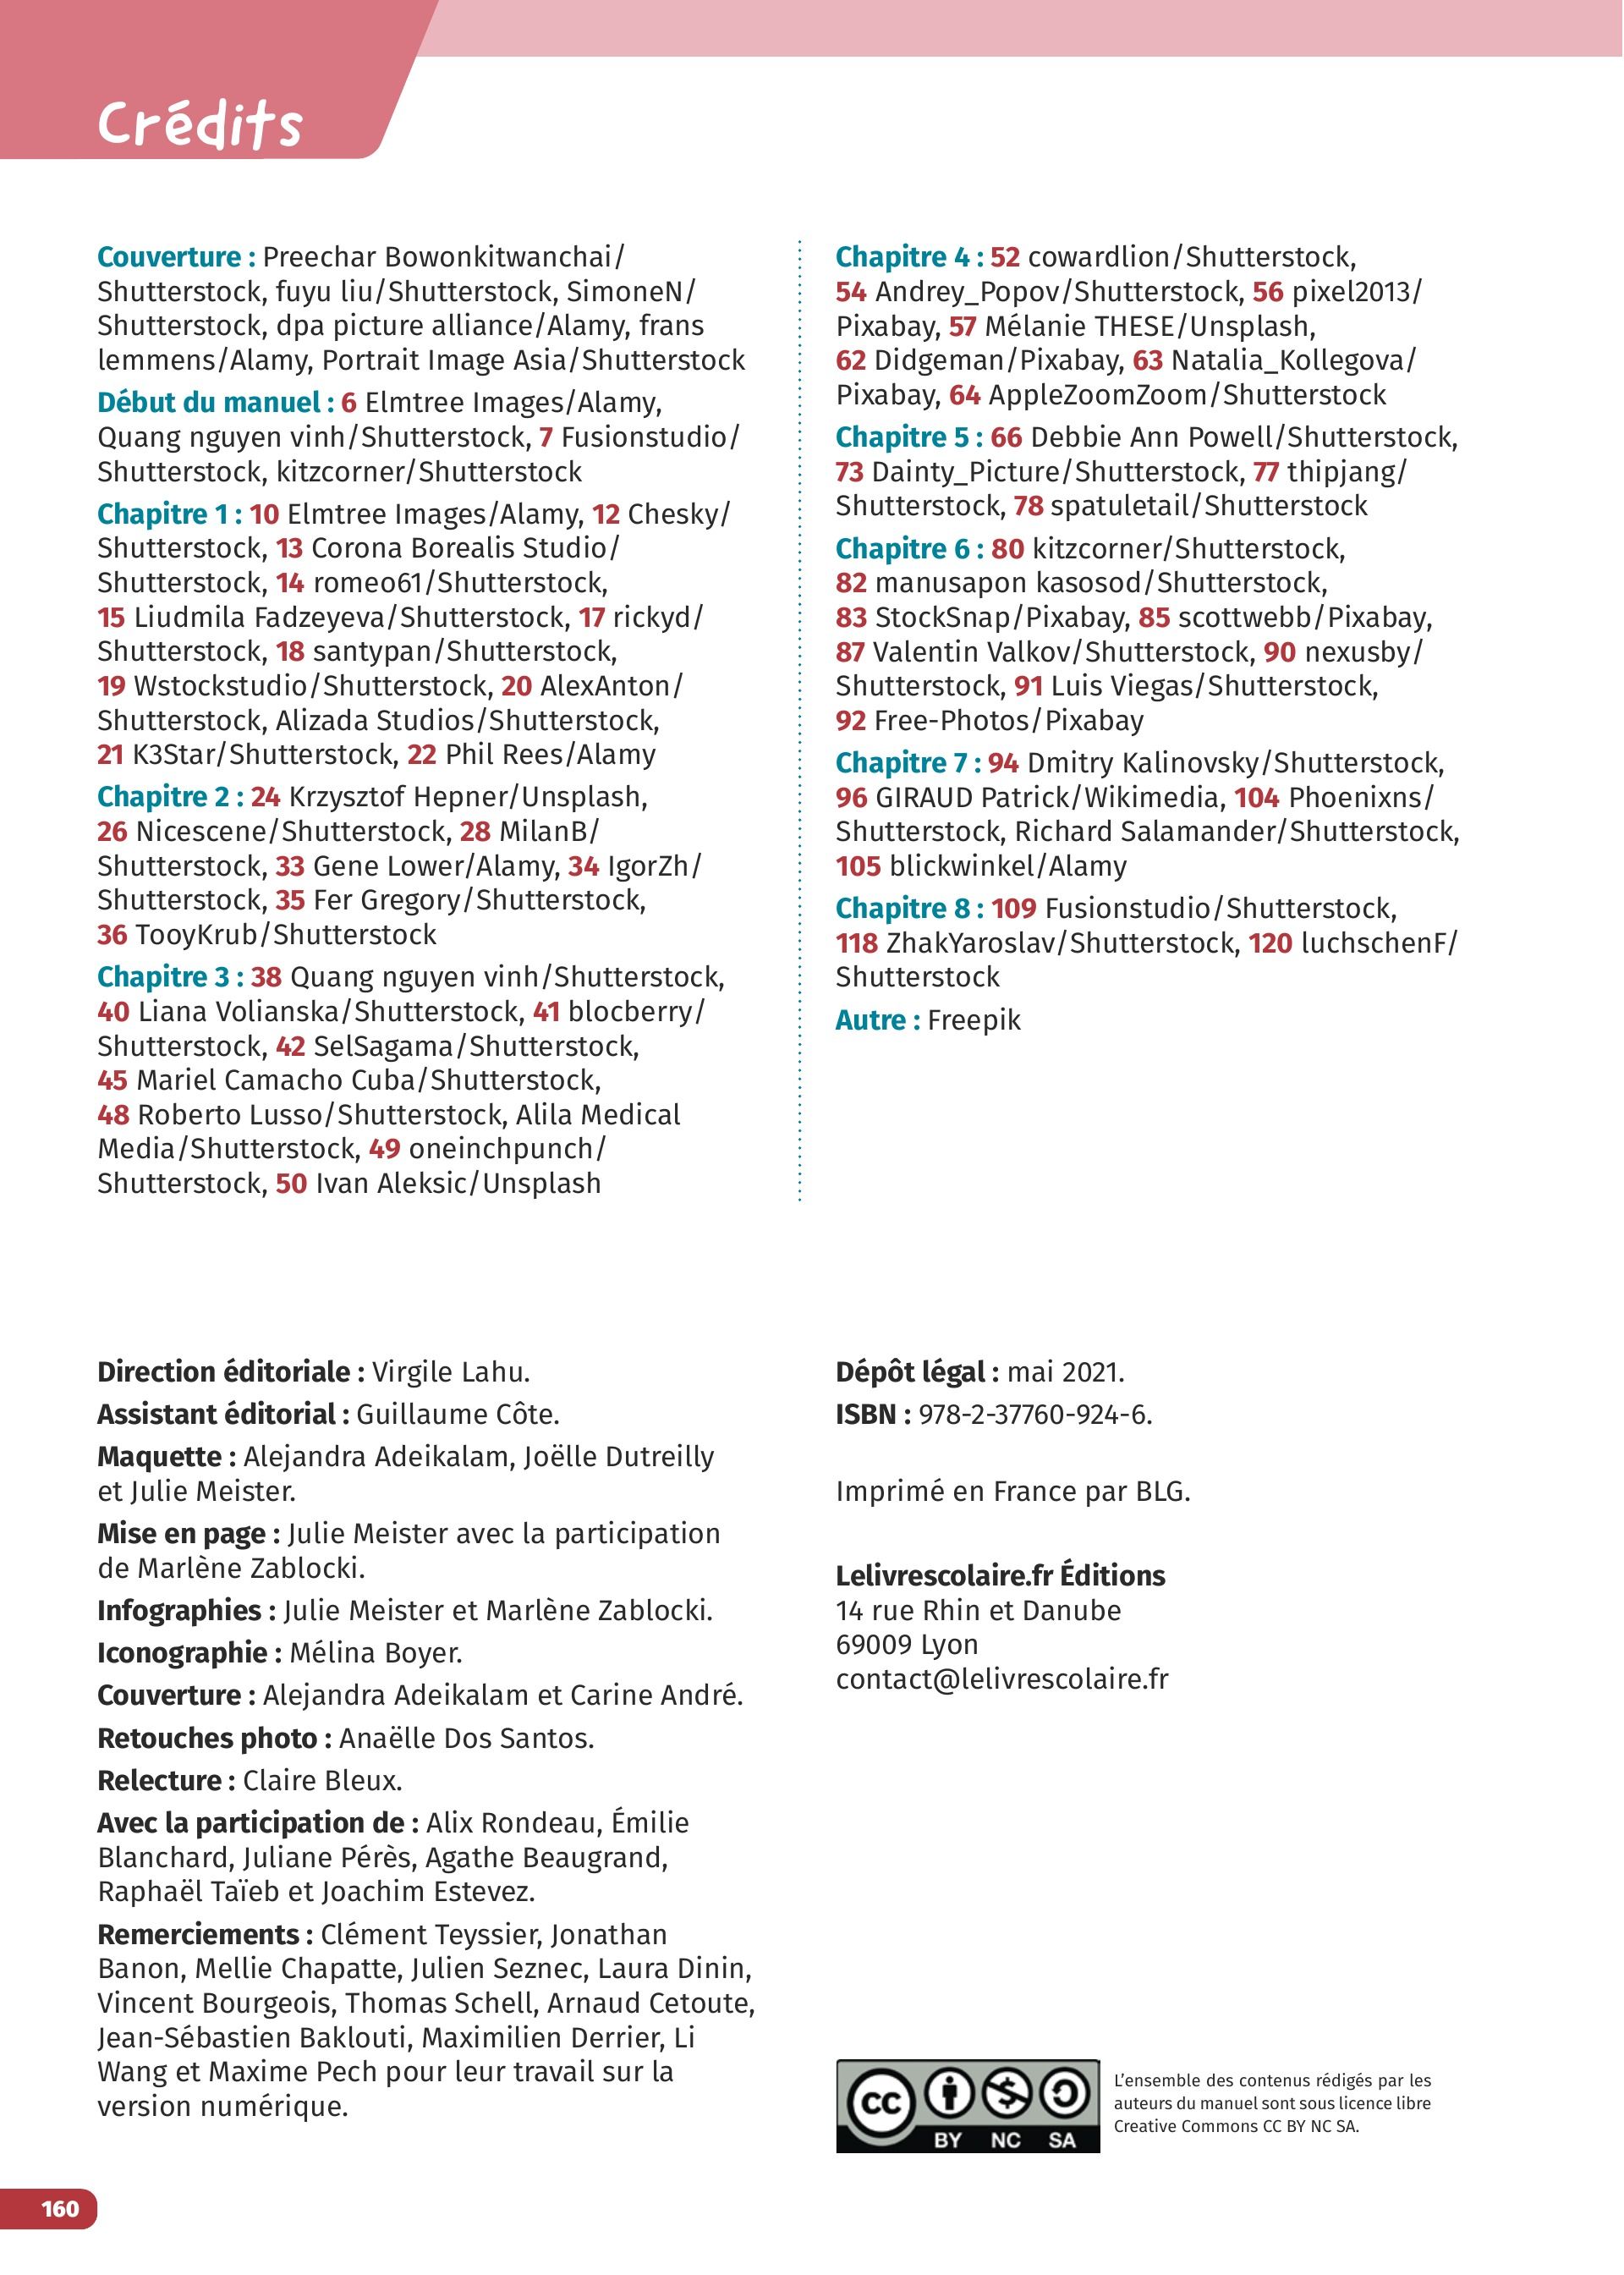 Crédits
Couverture : Preechar Bowonkitwanchai/
Shutterstock, fuyu liu/Shutterstock, SimoneN/
Shutterstock, dpa picture alliance/Alamy, frans
lemmens/Alamy, Portrait Image Asia/Shutterstock
Début du manuel : 6 Elmtree Images/Alamy,
Quang nguyen vinh/Shutterstock, 7 Fusionstudio/
Shutterstock, kitzcorner/Shutterstock
Chapitre 1 : 10 Elmtree Images/Alamy, 12 Chesky/
Shutterstock, 13 Corona Borealis Studio/
Shutterstock, 14 romeo61/Shutterstock,
15 Liudmila Fadzeyeva/Shutterstock, 17 rickyd/
Shutterstock, 18 santypan/Shutterstock,
19 Wstockstudio/Shutterstock, 20 AlexAnton/
Shutterstock, Alizada Studios/Shutterstock,
21 K3Star/Shutterstock, 22 Phil Rees/Alamy
Chapitre 2 : 24 Krzysztof Hepner/Unsplash,
26 Nicescene/Shutterstock, 28 MilanB/
Shutterstock, 33 Gene Lower/Alamy, 34 IgorZh/
Shutterstock, 35 Fer Gregory/Shutterstock,
36 TooyKrub/Shutterstock
Chapitre 3 : 38 Quang nguyen vinh/Shutterstock,
40 Liana Volianska/Shutterstock, 41 blocberry/
Shutterstock, 42 SelSagama/Shutterstock,
45 Mariel Camacho Cuba/Shutterstock,
48 Roberto Lusso/Shutterstock, Alila Medical
Media/Shutterstock, 49 oneinchpunch/
Shutterstock, 50 Ivan Aleksic/Unsplash
Chapitre 4 : 52 cowardlion/Shutterstock,
54 Andrey_Popov/Shutterstock, 56 pixel2013/
Pixabay, 57 Mélanie THESE/Unsplash,
62 Didgeman/Pixabay, 63 Natalia_Kollegova/
Pixabay, 64 AppleZoomZoom/Shutterstock
Chapitre 5 : 66 Debbie Ann Powell/Shutterstock,
73 Dainty_Picture/Shutterstock, 77 thipjang/
Shutterstock, 78 spatuletail/Shutterstock
Chapitre 6 : 80 kitzcorner/Shutterstock,
82 manusapon kasosod/Shutterstock,
83 StockSnap/Pixabay, 85 scottwebb/Pixabay,
87 Valentin Valkov/Shutterstock, 90 nexusby/
Shutterstock, 91 Luis Viegas/Shutterstock,
92 Free-Photos/Pixabay
Chapitre 7 : 94 Dmitry Kalinovsky/Shutterstock,
96 GIRAUD Patrick/Wikimedia, 104 Phoenixns/
Shutterstock, Richard Salamander/Shutterstock,
105 blickwinkel/Alamy
Chapitre 8 : 109 Fusionstudio/Shutterstock,
118 ZhakYaroslav/Shutterstock, 120 luchschenF/
Shutterstock
Autre : Freepik
Direction éditoriale : Virgile Lahu.
Assistant éditorial : Guillaume Côte.
Maquette : Alejandra Adeikalam, Joëlle Dutreilly
et Julie Meister.
Mise en page : Julie Meister avec la participation
de Marlène Zablocki.
Infographies : Julie Meister et Marlène Zablocki.
Iconographie : Mélina Boyer.
Couverture : Alejandra Adeikalam et Carine André.
Retouches photo : Anaëlle Dos Santos.
Relecture : Claire Bleux.
Avec la participation de : Alix Rondeau, Émilie
Blanchard, Juliane Pérès, Agathe Beaugrand,
Raphaël Taïeb et Joachim Estevez.
Remerciements : Clément Teyssier, Jonathan
Banon, Mellie Chapatte, Julien Seznec, Laura Dinin,
Vincent Bourgeois, Thomas Schell, Arnaud Cetoute,
Jean-Sébastien Baklouti, Maximilien Derrier, Li
Wang et Maxime Pech pour leur travail sur la
version numérique.
Dépôt légal : mai 2021.
ISBN : 978-2-37760-924-6.
Imprimé en France par BLG.
Lelivrescolaire.fr Éditions
14 rue Rhin et Danube
69009 Lyon
contact@lelivrescolaire.fr
cc
BY NC SA
L'ensemble des contenus rédigés par les
auteurs du manuel sont sous licence libre
Creative Commons CC BY NC SA.
160